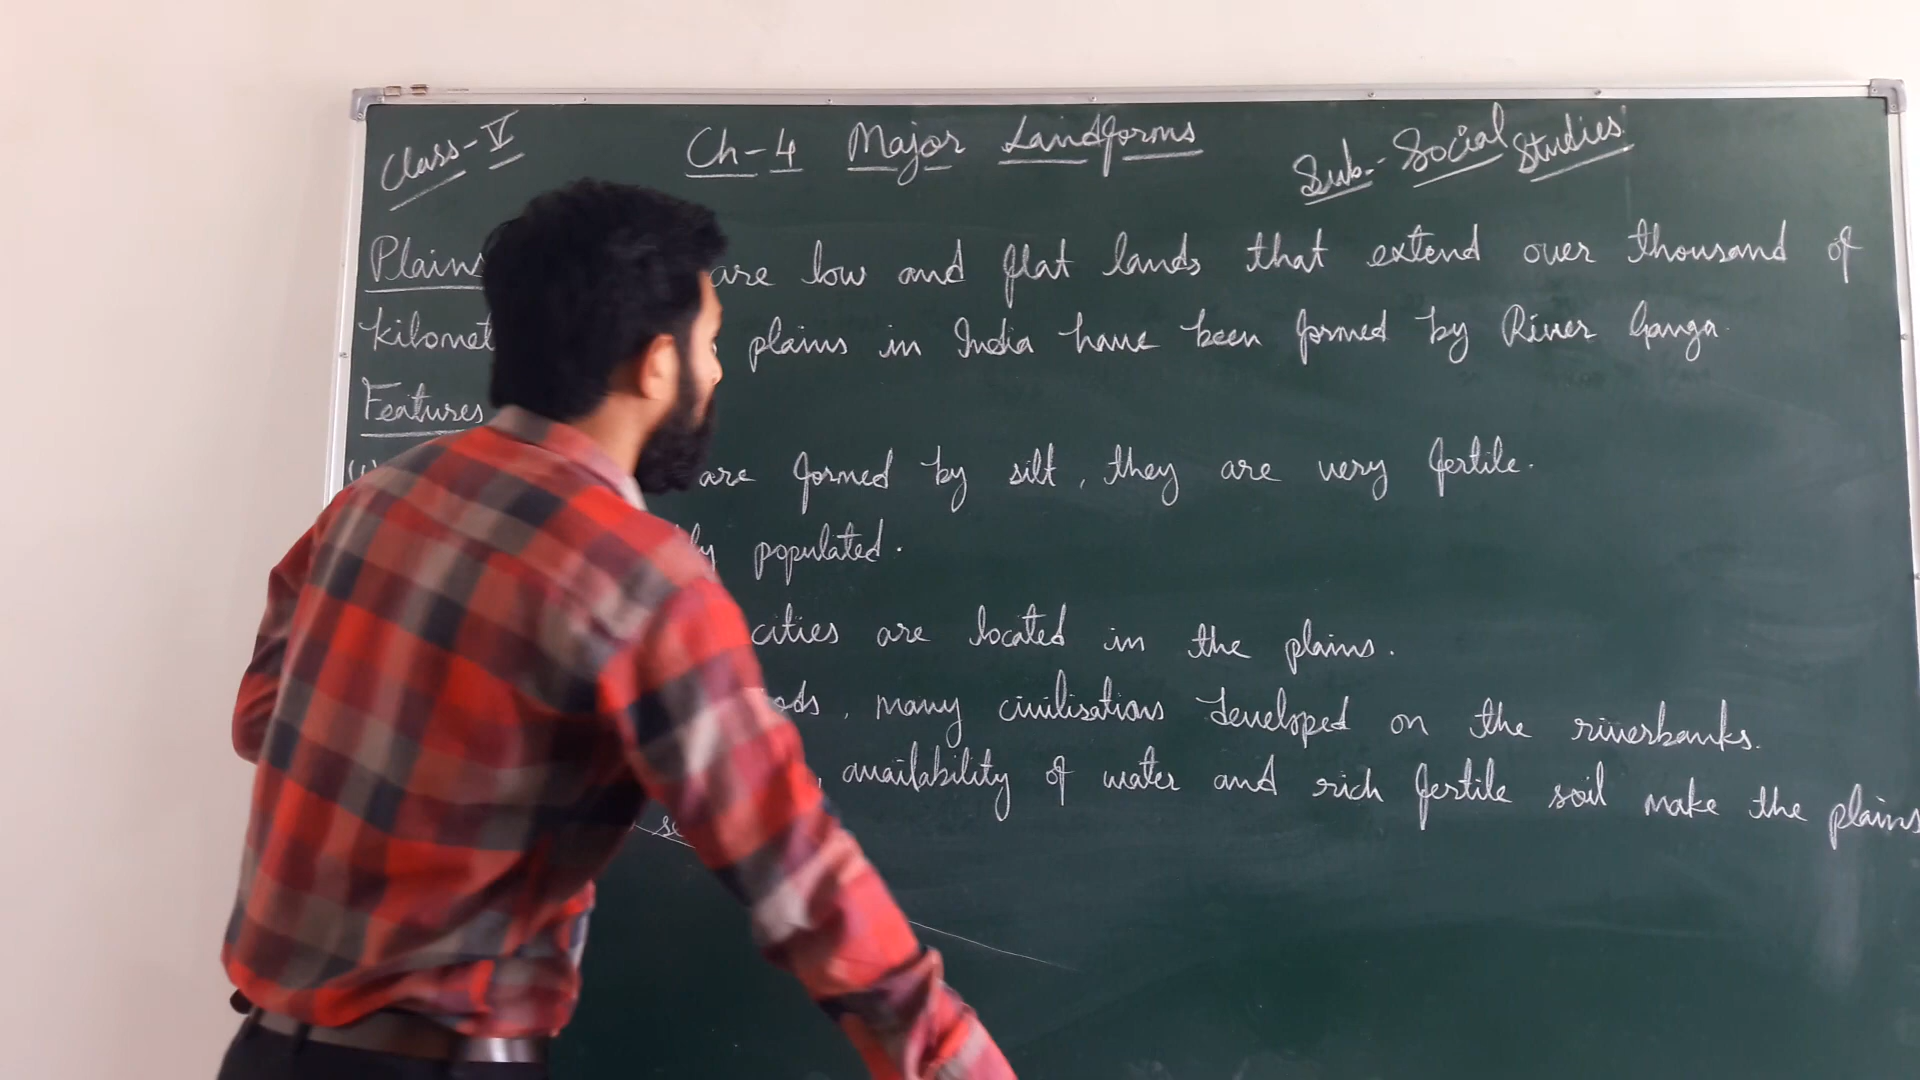 Class-V Ch-4 Major Landforms Sub:- Social Studies
Plains are low and flat lands that extend over thousand of
plains in India have been formed by River Ganga.
Features
are formed by silt, they are very fertile.
populated.
cities are located in the plains.
, many civilisations developed on the riverbanks.
, availability of water and rich fertile soil make the plains